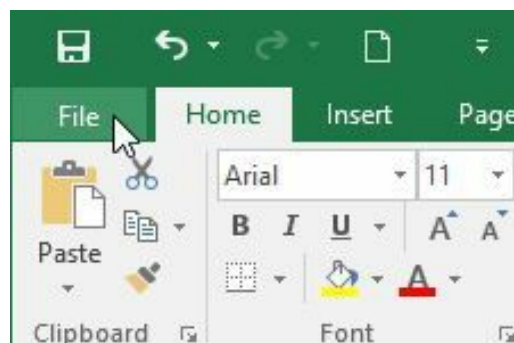 File Home Insert Page
Arial 11
B I U A A
Paste
A
Clipboard Font